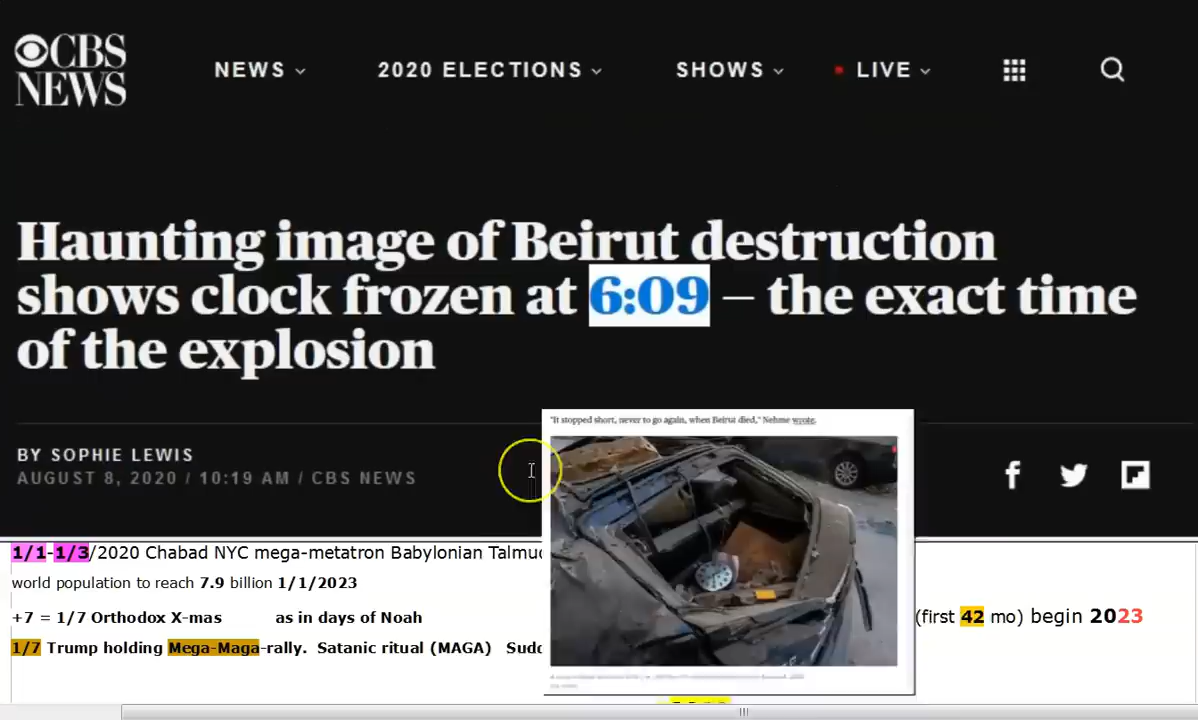 CBS
NEWS
NEWS
2020 ELECTIONS
SHOWS
LIVE
Haunting image of Beirut destruction
shows clock frozen at 6:09 – the exact time
of the explosion
BY SOPHIE LEWIS
AUGUST 8, 2020 / 10:19 AM / CBS NEWS
"It stopped short, never to go again, when Beirut died," Nehme wrote.
1/1-1/3/2020 Chabad NYC mega-metatron Babylonian
world population to reach 7.9 billion 1/1/2023
+7 = 1/7 Orthodox X-mas as in days of Noah
(first 42 mo) begin 2023
1/7 Trump holding Mega-Maga-rally. Satanic ritual (MAGA)